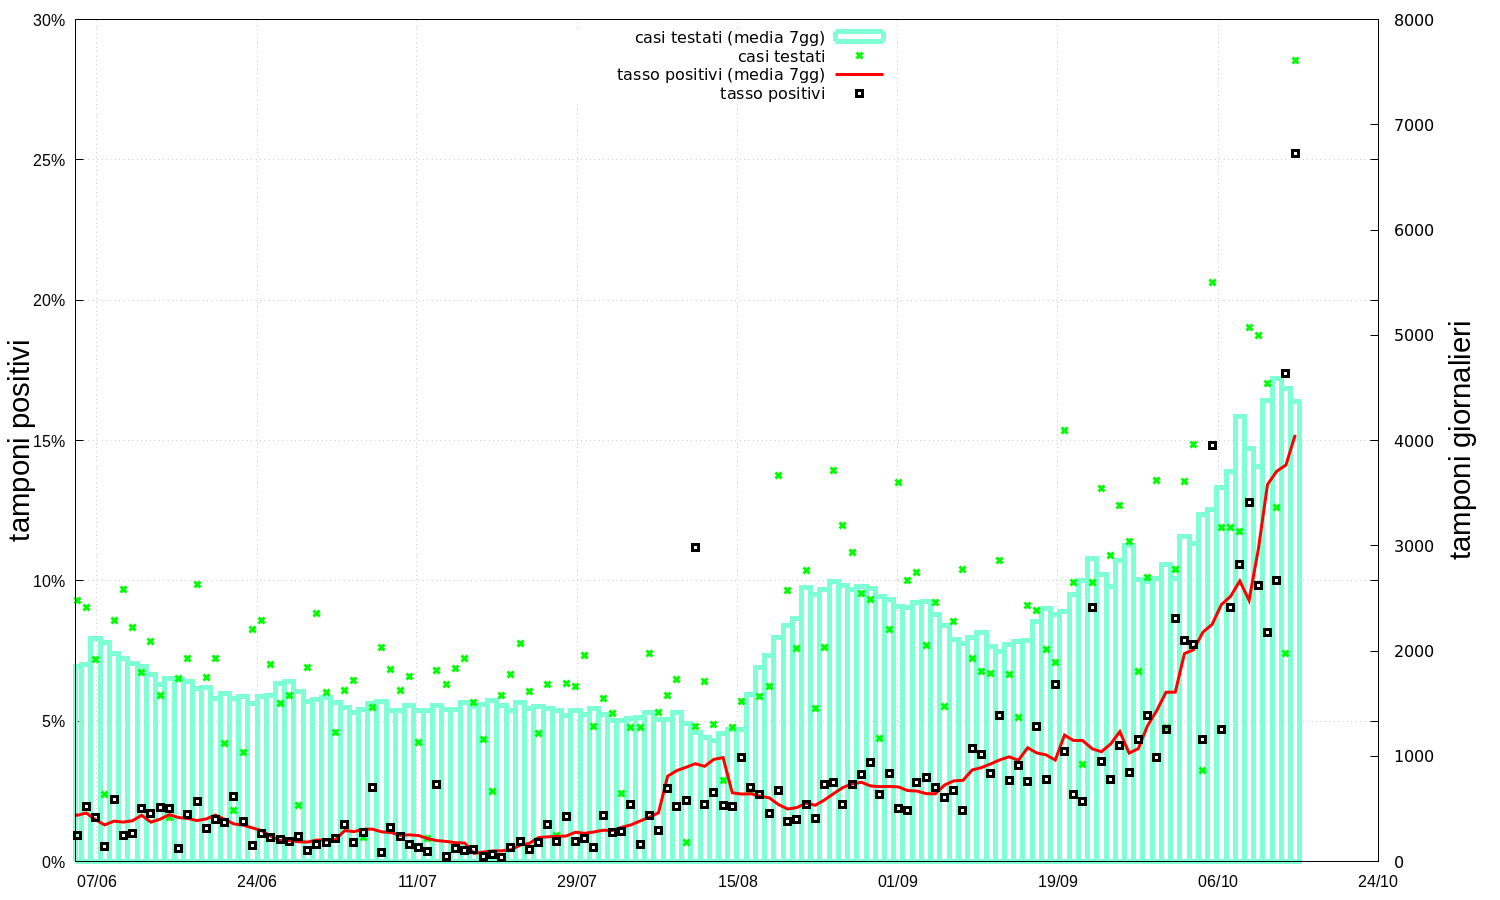 casi testati (media 7gg)
casi testati
tasso positivi (media 7gg)
tasso positivi
30%
25%
20%
15%
10%
5%
0%
tamponi positivi
8000
7000
6000
5000
4000
3000
2000
1000
0
tamponi giornalieri
07/06 24/06 11/07 29/07 15/08 01/09 19/09 06/10 24/10